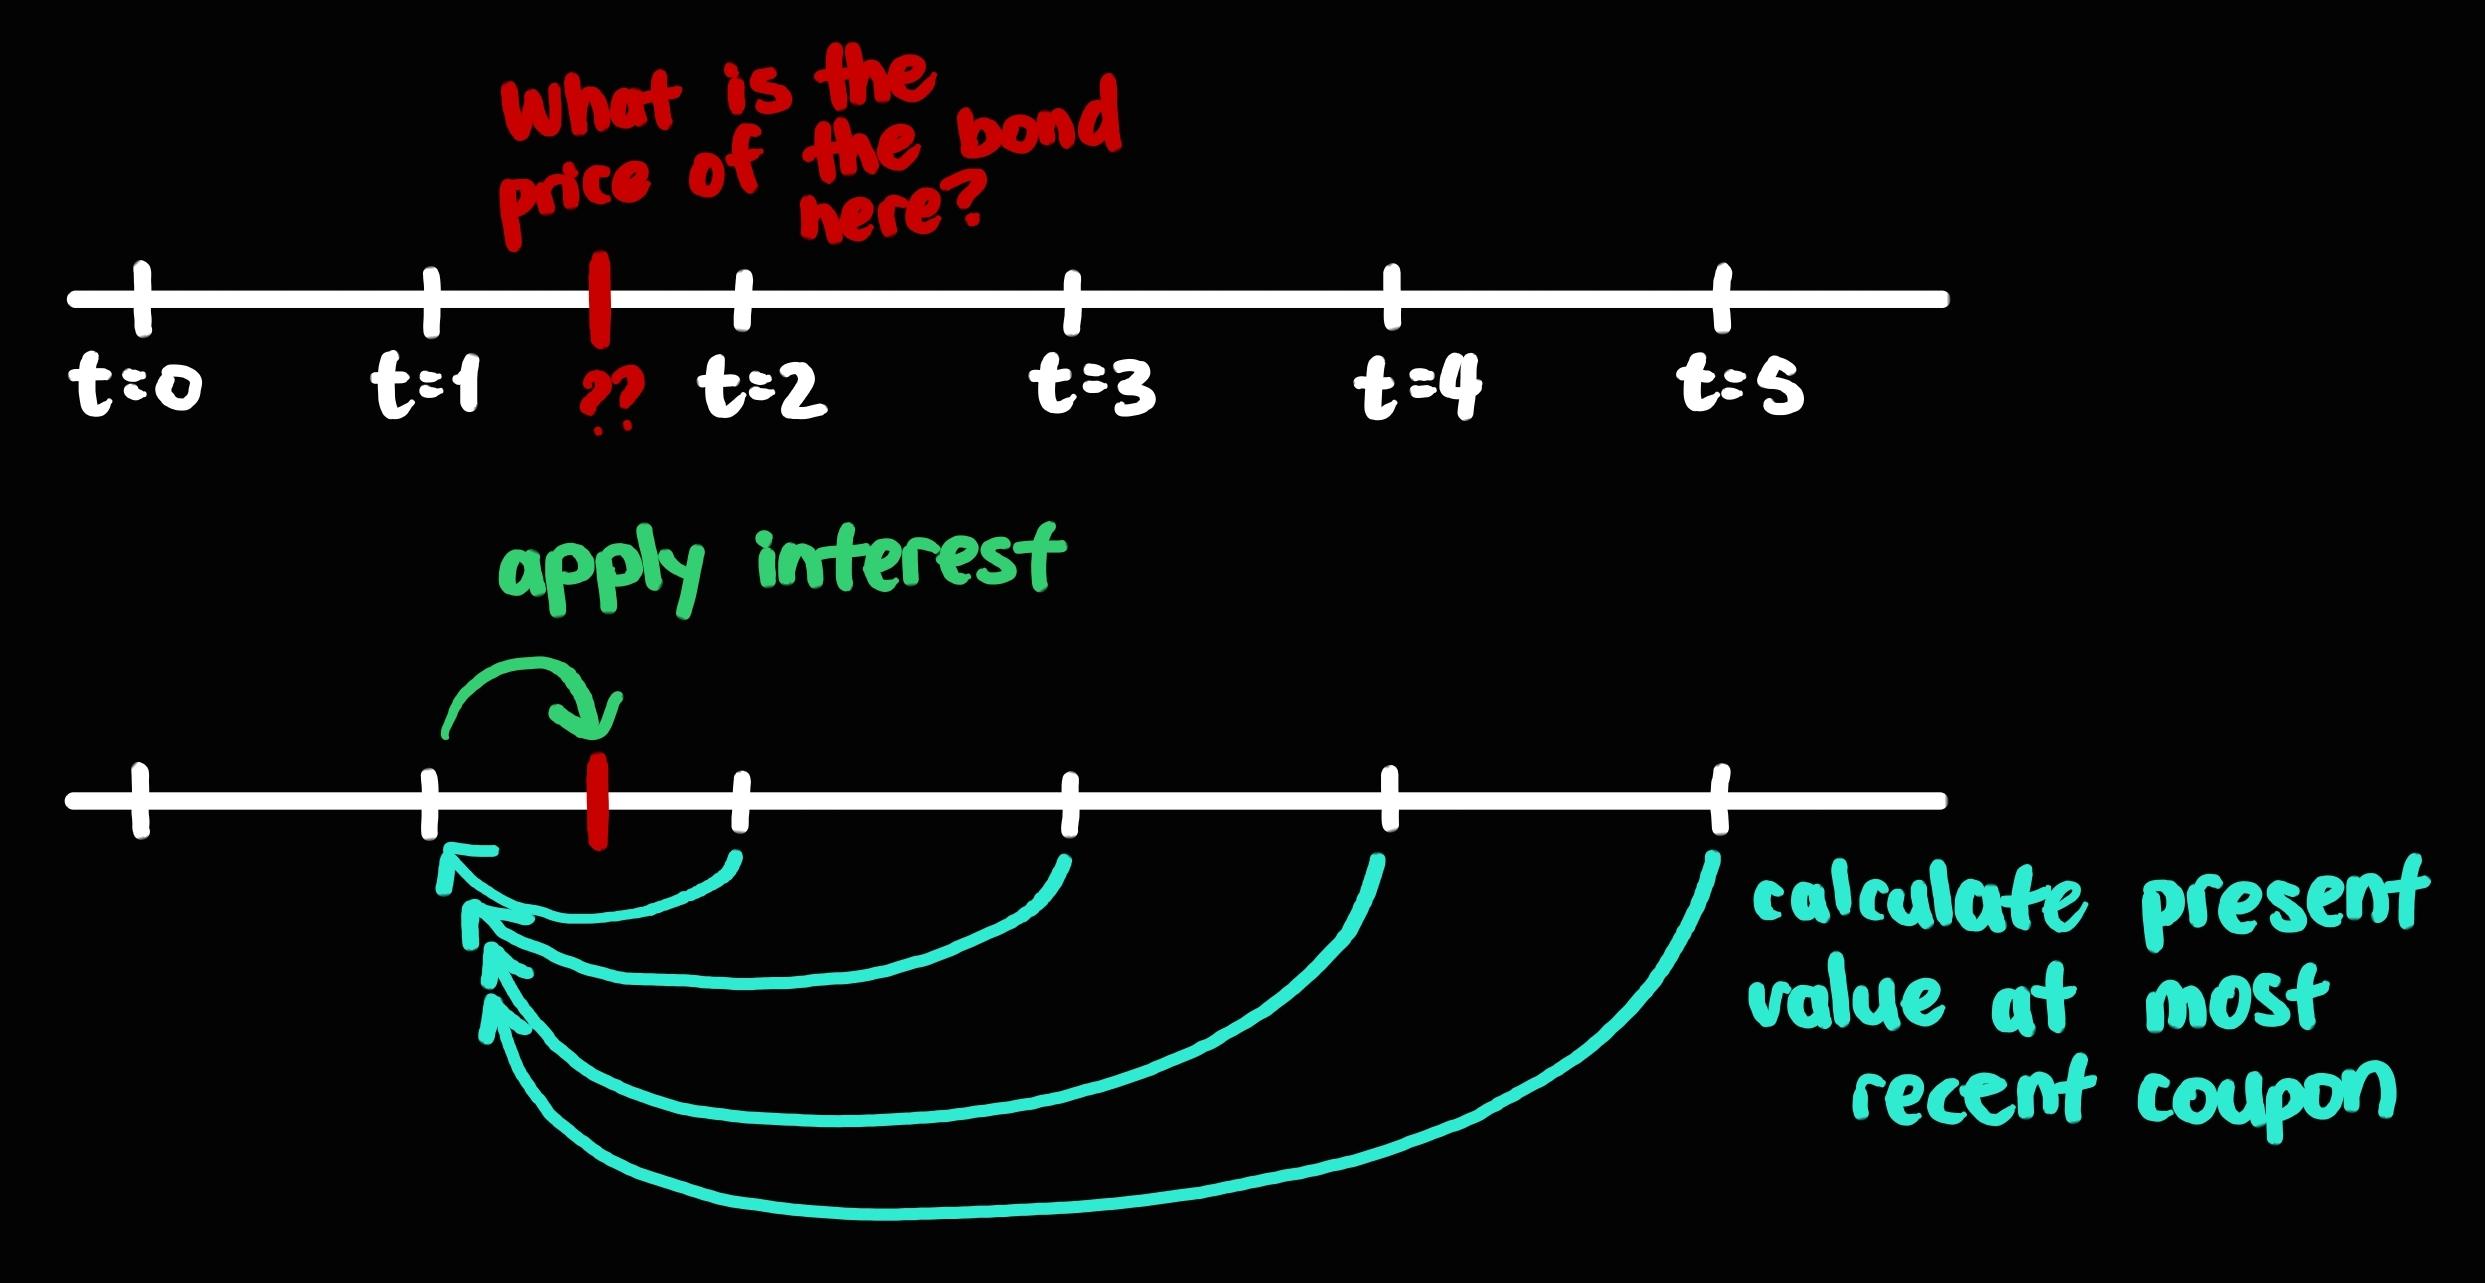 What is the
price of the bond
here?
t=0 t=1 ?? t=2 t=3 t=4 t=5
apply interest
calculate present
value at most
recent coupon